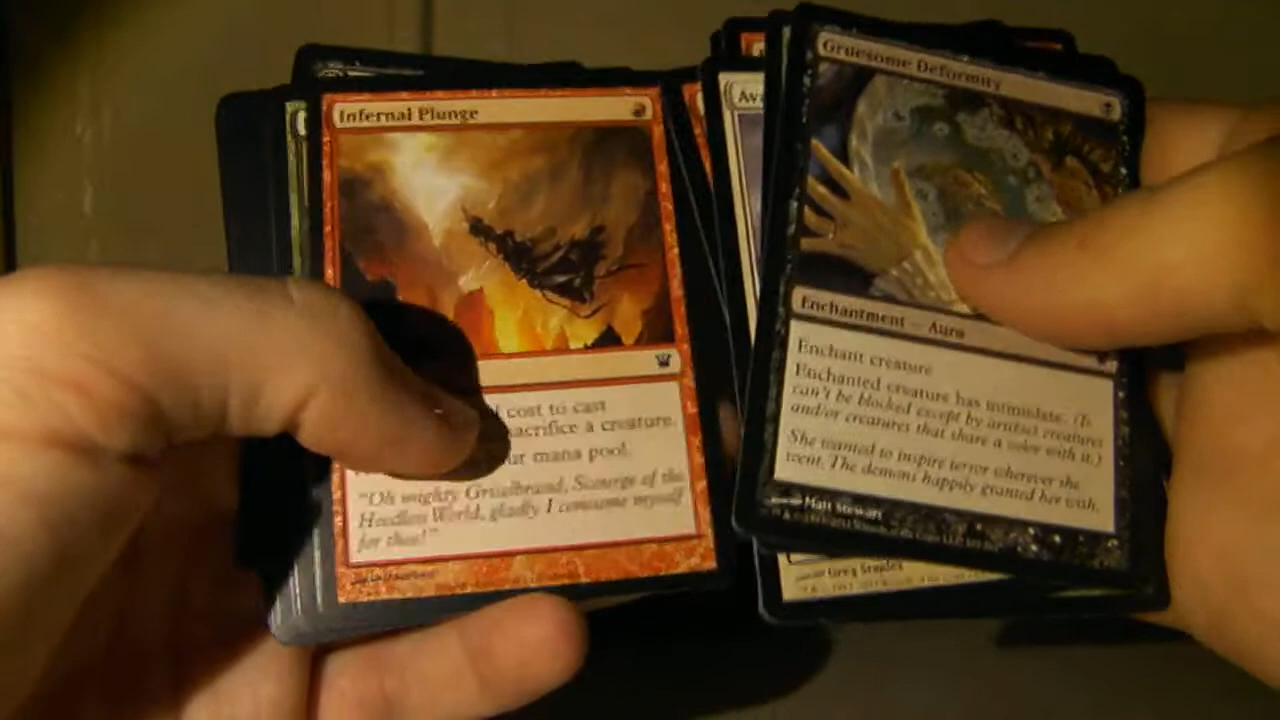 Infernal Plunge
cost to cast
sacrifice a creature.
ur mana pool.
"Oh mighty Griselbrand, Scourge of the
Heedless World, gladly I consume myself
for thee!"
Ava
Gruesome Deformity
Enchantment — Aura
Enchant creature
Enchanted creature has intimidate. (It
can't be blocked except by artifact creatures
and/or creatures that share a color with it.)
She wanted to inspire terror wherever she
went. The demons happily granted her wish.
Matt Stewart
Greg Staples